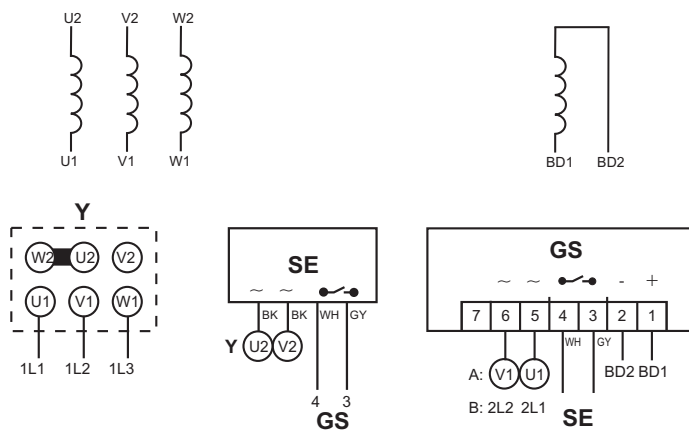 U2 V2 W2
U1 V1 W1
BD1 BD2
Y
W2 U2 V2
U1 V1 W1
1L1 1L2 1L3
SE
~ ~
BK BK WH GY
Y U2 V2
4 3
GS
GS
~ ~ - +
7 6 5 4 3 2 1
WH GY
A: V1 U1 BD2 BD1
B: 2L2 2L1
SE